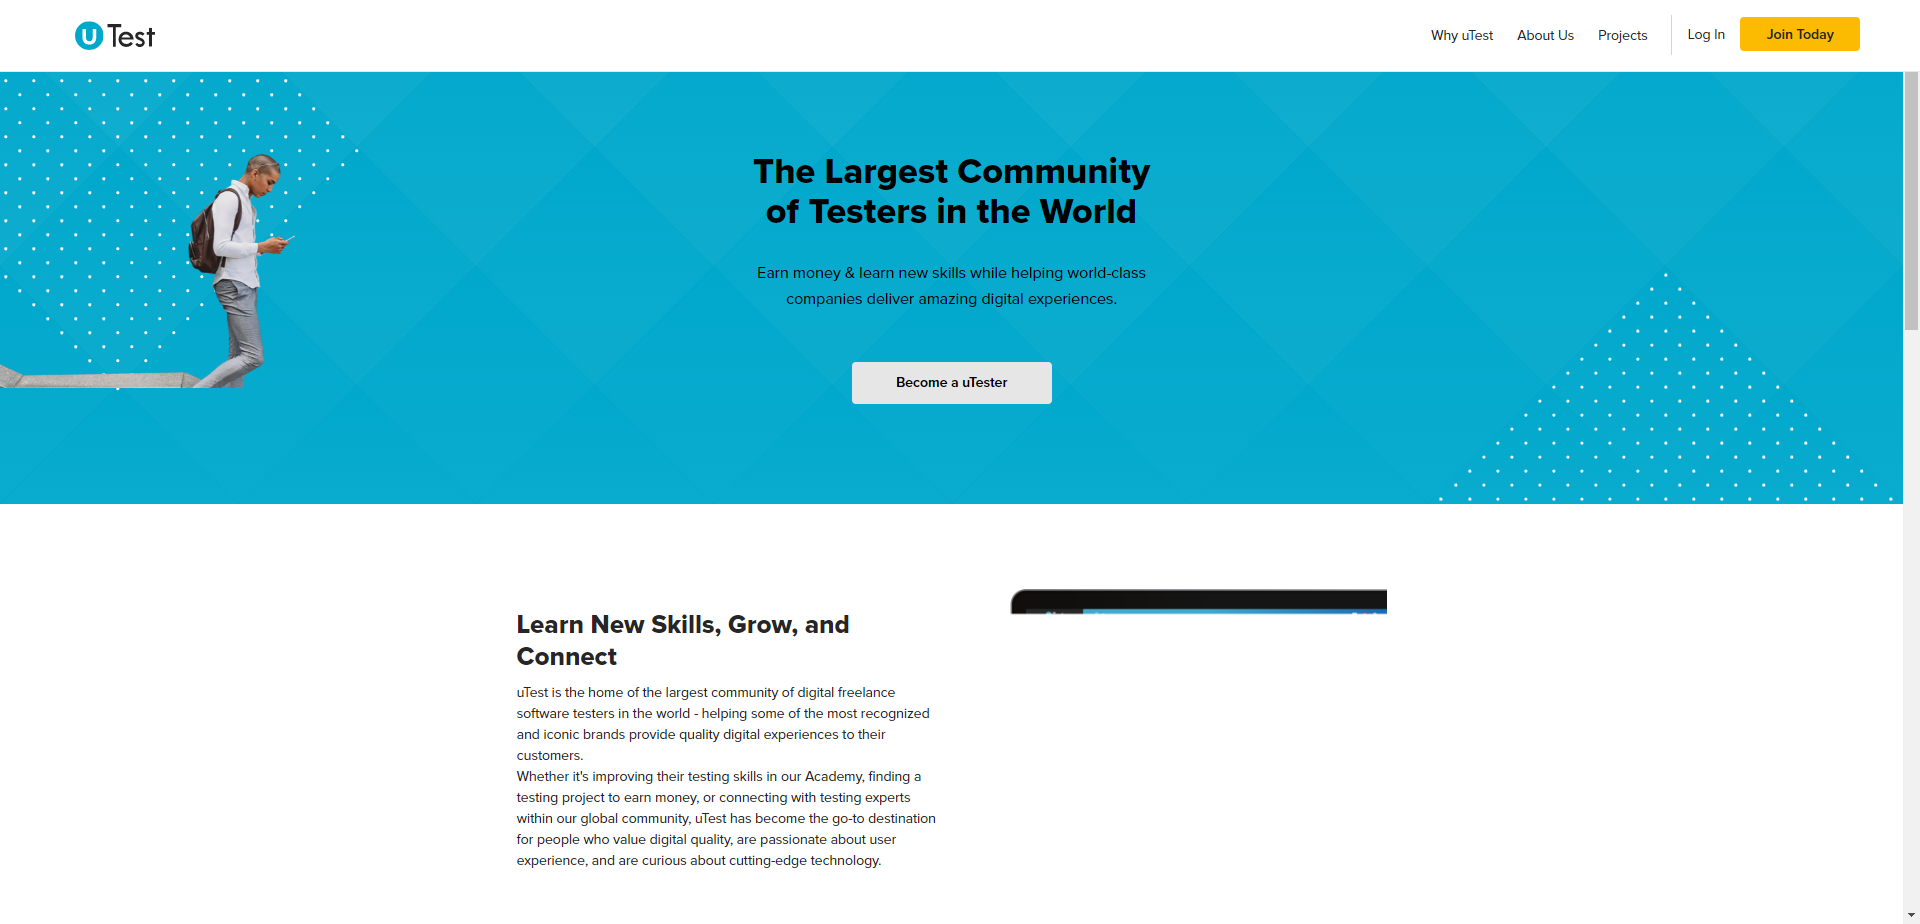 uTest
Why uTest
About Us
Projects
Log In
Join Today
The Largest Community
of Testers in the World
Earn money & learn new skills while helping world-class
companies deliver amazing digital experiences.
Become a uTester
Learn New Skills, Grow, and
Connect
uTest is the home of the largest community of digital freelance
software testers in the world - helping some of the most recognized
and iconic brands provide quality digital experiences to their
customers.
Whether it's improving their testing skills in our Academy, finding a
testing project to earn money, or connecting with testing experts
within our global community, uTest has become the go-to destination
for people who value digital quality, are passionate about user
experience, and are curious about cutting-edge technology.